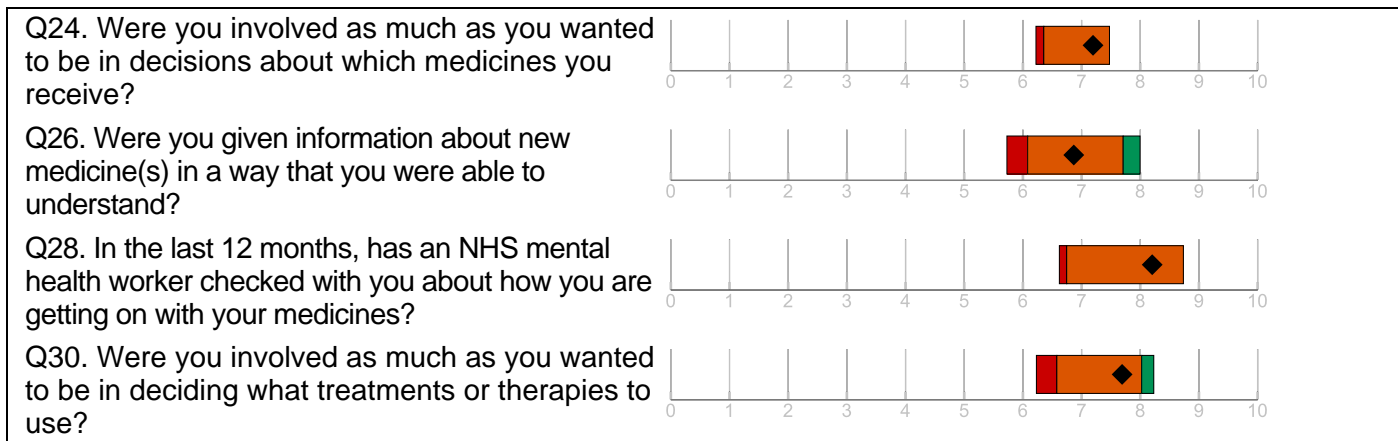 Q24. Were you involved as much as you wanted
to be in decisions about which medicines you
receive?
0 1 2 3 4 5 6 7 8 9 10
Q26. Were you given information about new
medicine(s) in a way that you were able to
understand?
0 1 2 3 4 5 6 7 8 9 10
Q28. In the last 12 months, has an NHS mental
health worker checked with you about how you are
getting on with your medicines?
0 1 2 3 4 5 6 7 8 9 10
Q30. Were you involved as much as you wanted
to be in deciding what treatments or therapies to
use?
0 1 2 3 4 5 6 7 8 9 10